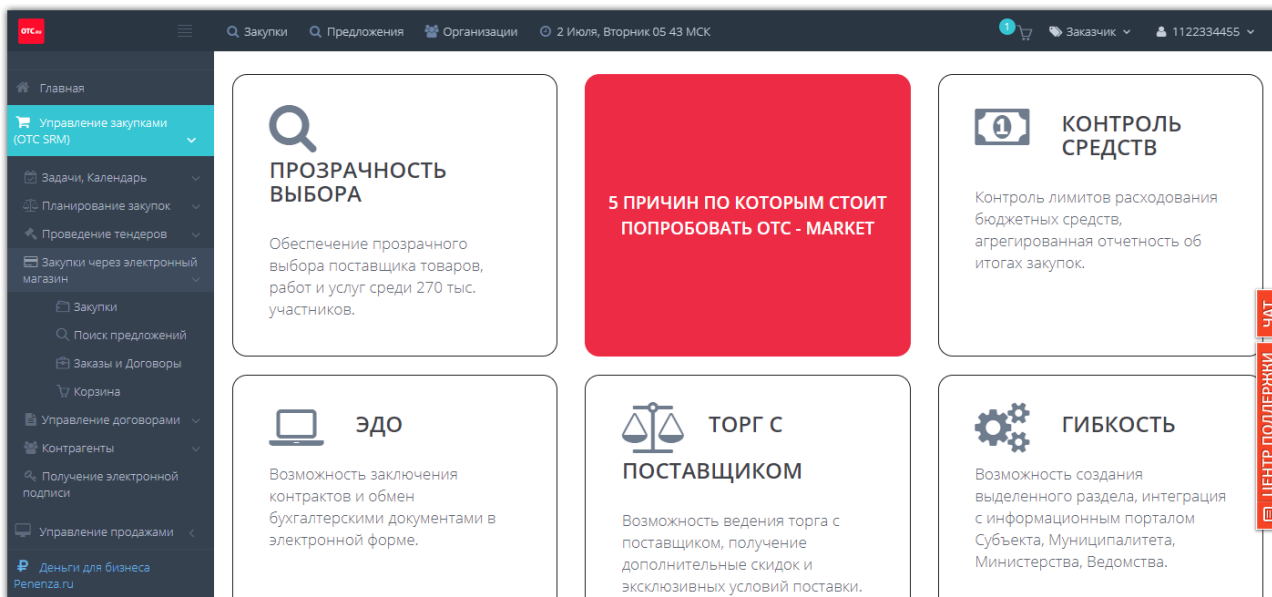 OTC.RU
Закупки
Предложения
Организации
2 Июля, Вторник 05 43 МСК
1
Заказчик
1122334455
Главная
Управление закупками
(OTC SRM)
Задачи, Календарь
Планирование закупок
Проведение тендеров
Закупки через электронный
магазин
Закупки
Поиск предложений
Заказы и Договоры
Корзина
Управление договорами
Контрагенты
Получение электронной
подписи
Управление продажами
Деньги для бизнеса
Penenza.ru
ПРОЗРАЧНОСТЬ
ВЫБОРА
Обеспечение прозрачного
выбора поставщика товаров,
работ и услуг среди 270 тыс.
участников.
5 ПРИЧИН ПО КОТОРЫМ СТОИТ
ПОПРОБОВАТЬ ОТС - MARKET
1
КОНТРОЛЬ
СРЕДСТВ
Контроль лимитов расходования
бюджетных средств,
агрегированная отчетность об
итогах закупок.
ЭДО
Возможность заключения
контрактов и обмен
бухгалтерскими документами в
электронной форме.
ТОРГ С
ПОСТАВЩИКОМ
Возможность ведения торга с
поставщиком, получение
дополнительные скидок и
эксклюзивных условий поставки.
ГИБКОСТЬ
Возможность создания
выделенного раздела, интеграция
с информационным порталом
Субъекта, Муниципалитета,
Министерства, Ведомства.
ЧАТ
ЦЕНТР ПОДДЕРЖКИ